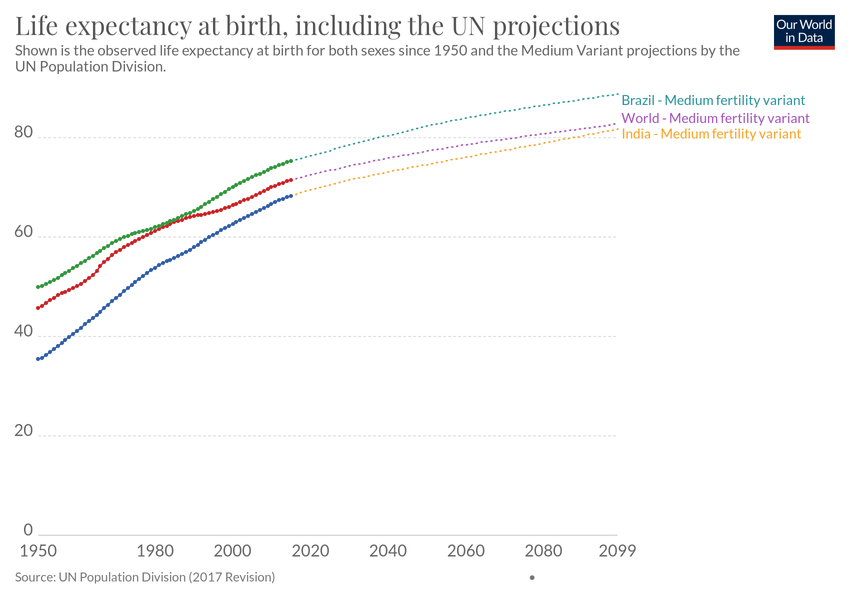 Life expectancy at birth, including the UN projections
Our World
in Data
Shown is the observed life expectancy at birth for both sexes since 1950 and the Medium Variant projections by the
UN Population Division.
Brazil - Medium fertility variant
World - Medium fertility variant
India - Medium fertility variant
80
60
40
20
0
1950 1980 2000 2020 2040 2060 2080 2099
Source: UN Population Division (2017 Revision)